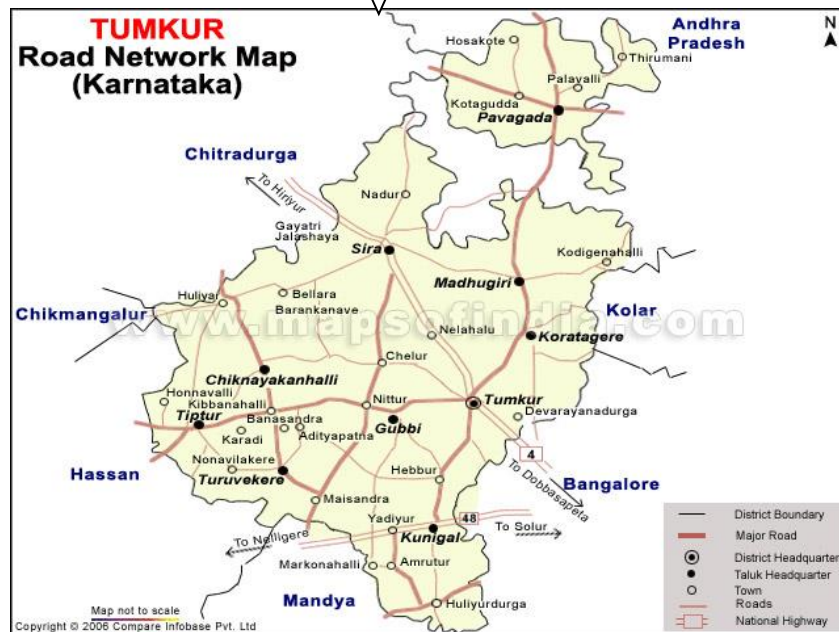 TUMKUR
Road Network Map
(Karnataka)
Andhra
Pradesh
N
Hosakote
Thirumani
Palavalli
Kotagudda
Pavagada
Chitradurga
To Hiriyur
Nadur
Gayatri
Jalashaya
Sira
Kodigenahalli
Madhugiri
Chikmangalur
Huliyar
Bellara
Barankanave
Kolar
www.mapsofindia.com
Nelahalu
Koratagere
Chelur
Chiknayakanhalli
Honnavalli
Kibbanahalli
Nittur
Tumkur
Tiptur
Banasandra
Gubbi
Devarayanadurga
Karadi
Adityapatna
4
Hassan
Nonavilakere
Turuvekere
Hebbur
To Dobbasapeta
Bangalore
Maisandra
48
To Nelligere
Yadiyur
Kunigal
To Solur
Markonahalli
Amrutur
Mandya
Huliyurdurga
District Boundary
Major Road
District Headquarter
Taluk Headquarter
Town
Roads
National Highway
Map not to scale
Copyright © 2006 Compare Infobase Pvt. Ltd